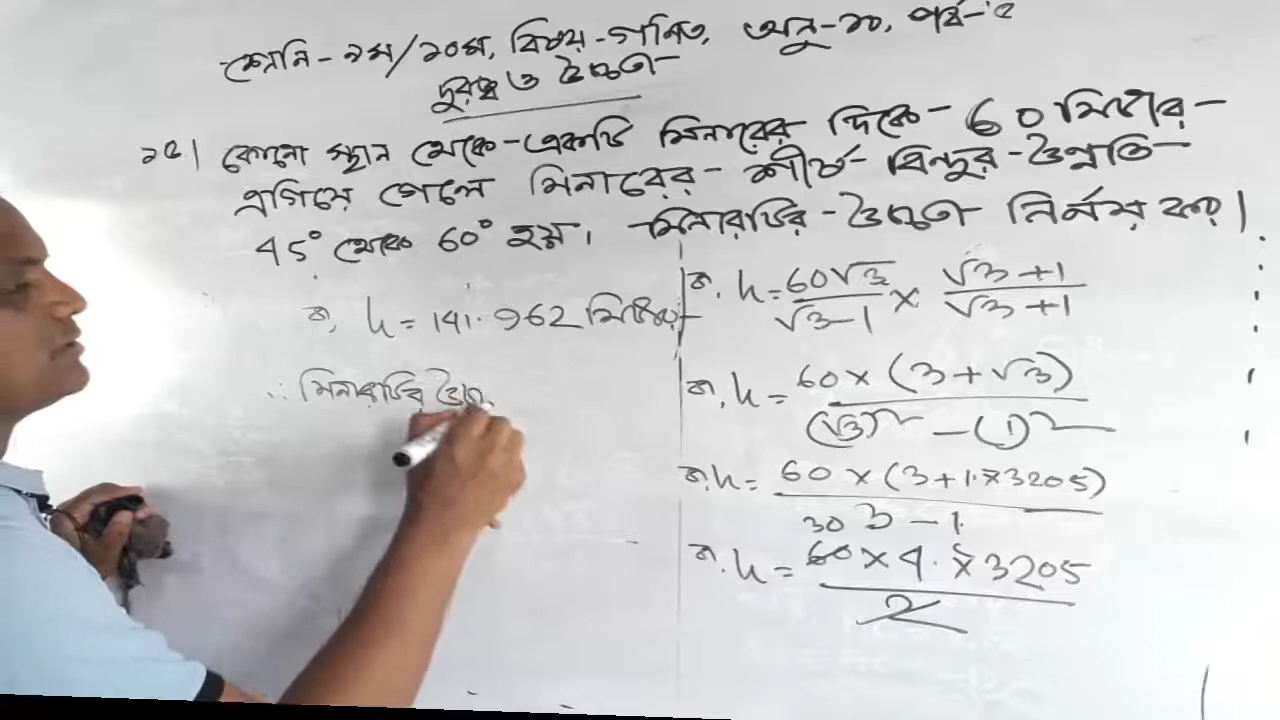 শ্রেনি - ৯ম/১০ম, বিষয় - গণিত, অনু - ১০, পর্ব - ৫
দূরত্ব ও উচ্চতা
১৫। কোনো স্থান থেকে একটি মিনারের দিকে 60 মিটার
এগিয়ে গেলে মিনারের শীর্ষ বিন্দুর উন্নতি
45° থেকে 60° হয়। মিনারটির উচ্চতা নির্ণয় কর।
বা, h = 141.962 মিটার
∴ মিনারটির উচ্চ
বা, h = 60√3/√3-1 × √3+1/√3+1
বা, h = 60×(3+√3)/(√3)² - (1)²
বা, h = 60 × (3+1.73205)/3-1
বা, h = 60×4.73205/2
30